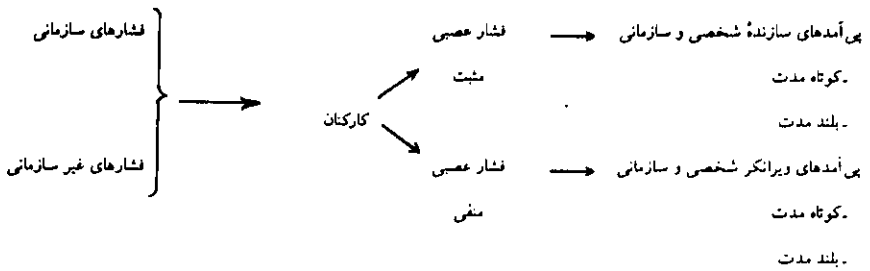 فشارهای سازمانی
فشار عصبی
پی‌آمدهای سازندهٔ شخصی و سازمانی
مثبت
ـ کوتاه مدت
کارکنان
ـ بلند مدت
فشارهای غیر سازمانی
فشار عصبی
پی‌آمدهای ویرانگر شخصی و سازمانی
منفی
ـ کوتاه مدت
ـ بلند مدت